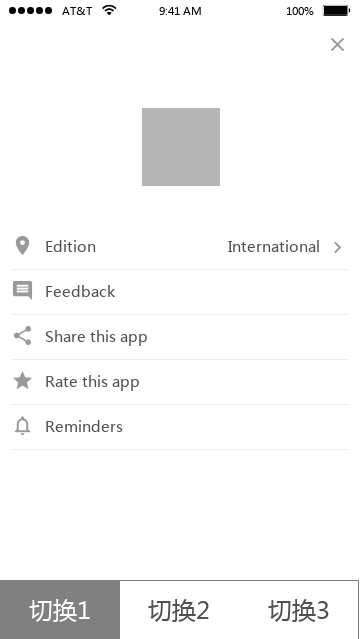 AT&T 9:41 AM 100%
Edition International
Feedback
Share this app
Rate this app
Reminders
切换1 切换2 切换3